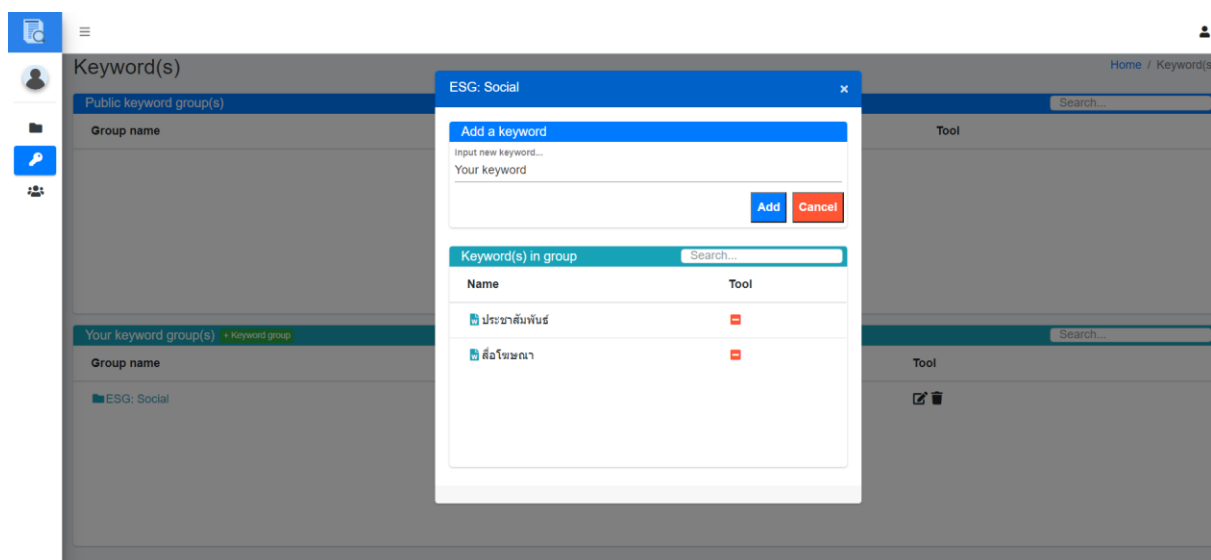 Keyword(s)
Home / Keyword(s
Public keyword group(s)
Search...
Group name
Tool
ESG: Social
×
Add a keyword
Input new keyword...
Your keyword
Add
Cancel
Keyword(s) in group
Search...
Name
Tool
ประชาสัมพันธ์
สื่อโฆษณา
Your keyword group(s)
+ Keyword group
Search...
Group name
Tool
ESG: Social